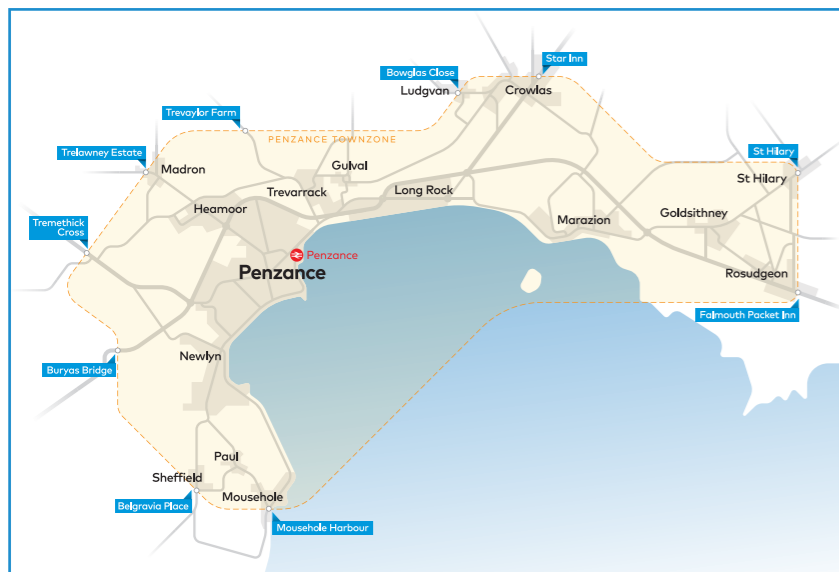 Star Inn
Bowglas Close
Ludgvan
Crowlas
Trevaylor Farm
PENZANCE TOWNZONE
Trelawney Estate
Madron
Gulval
St Hilary
St Hilary
Trevarrack
Long Rock
Heamoor
Marazion
Goldsithney
Tremethick
Cross
Penzance
Penzance
Rosudgeon
Falmouth Packet Inn
Newlyn
Buryas Bridge
Paul
Sheffield
Mousehole
Belgravia Place
Mousehole Harbour